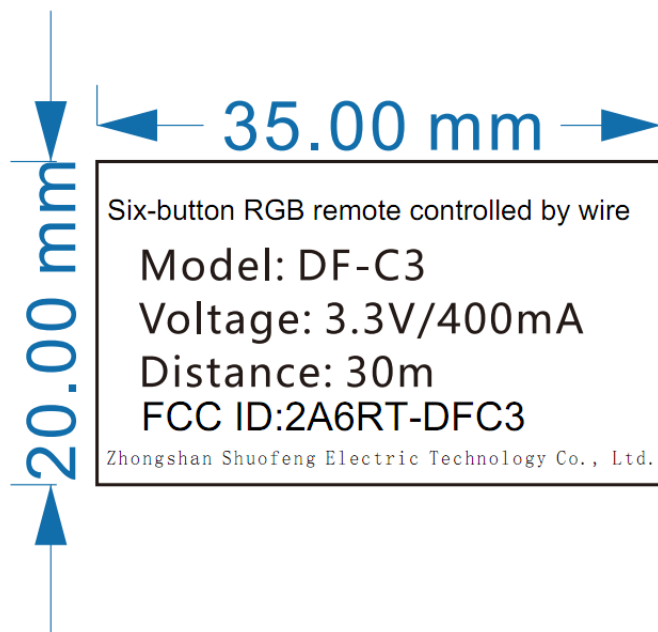 35.00 mm
20.00 mm
Six-button RGB remote controlled by wire
Model: DF-C3
Voltage: 3.3V/400mA
Distance: 30m
FCC ID:2A6RT-DFC3
Zhongshan Shuofeng Electric Technology Co., Ltd.